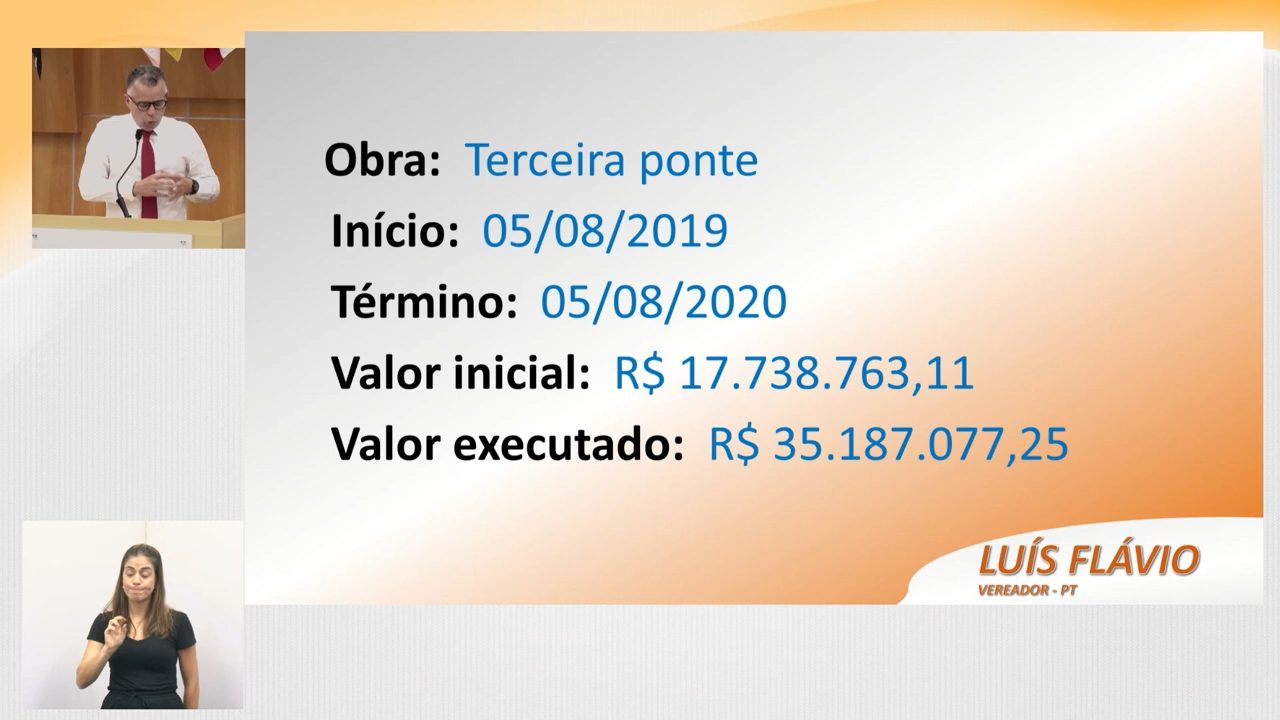 Obra: Terceira ponte
Início: 05/08/2019
Término: 05/08/2020
Valor inicial: R$ 17.738.763,11
Valor executado: R$ 35.187.077,25
LUÍS FLÁVIO
VEREADOR - PT